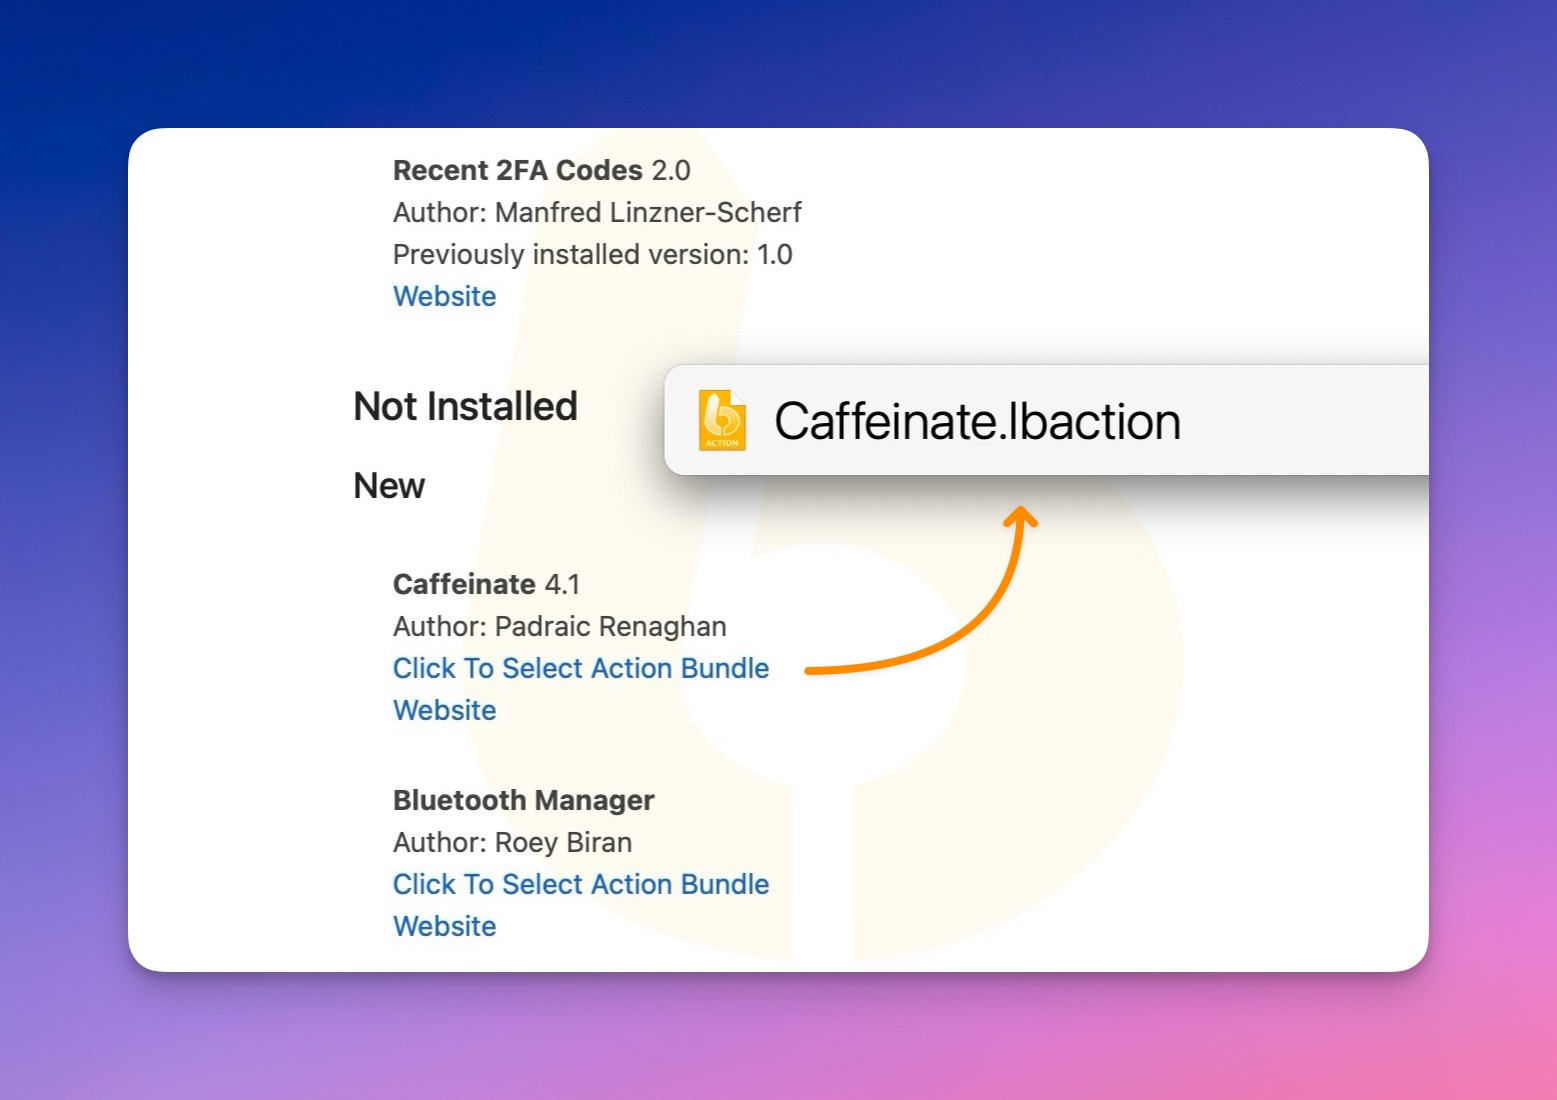 Recent 2FA Codes 2.0
Author: Manfred Linzner-Scherf
Previously installed version: 1.0
Website
Not Installed
ACTION
Caffeinate.lbaction
New
Caffeinate 4.1
Author: Padraic Renaghan
Click To Select Action Bundle
Website
Bluetooth Manager
Author: Roey Biran
Click To Select Action Bundle
Website